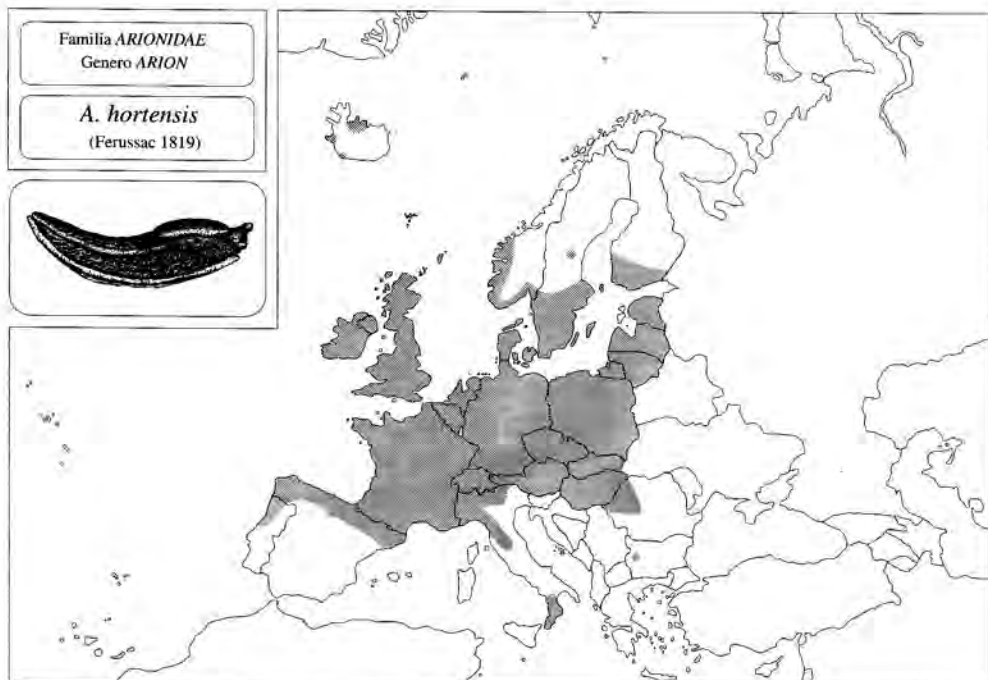 Familia ARIONIDAE
Genero ARION
A. hortensis
(Ferussac 1819)